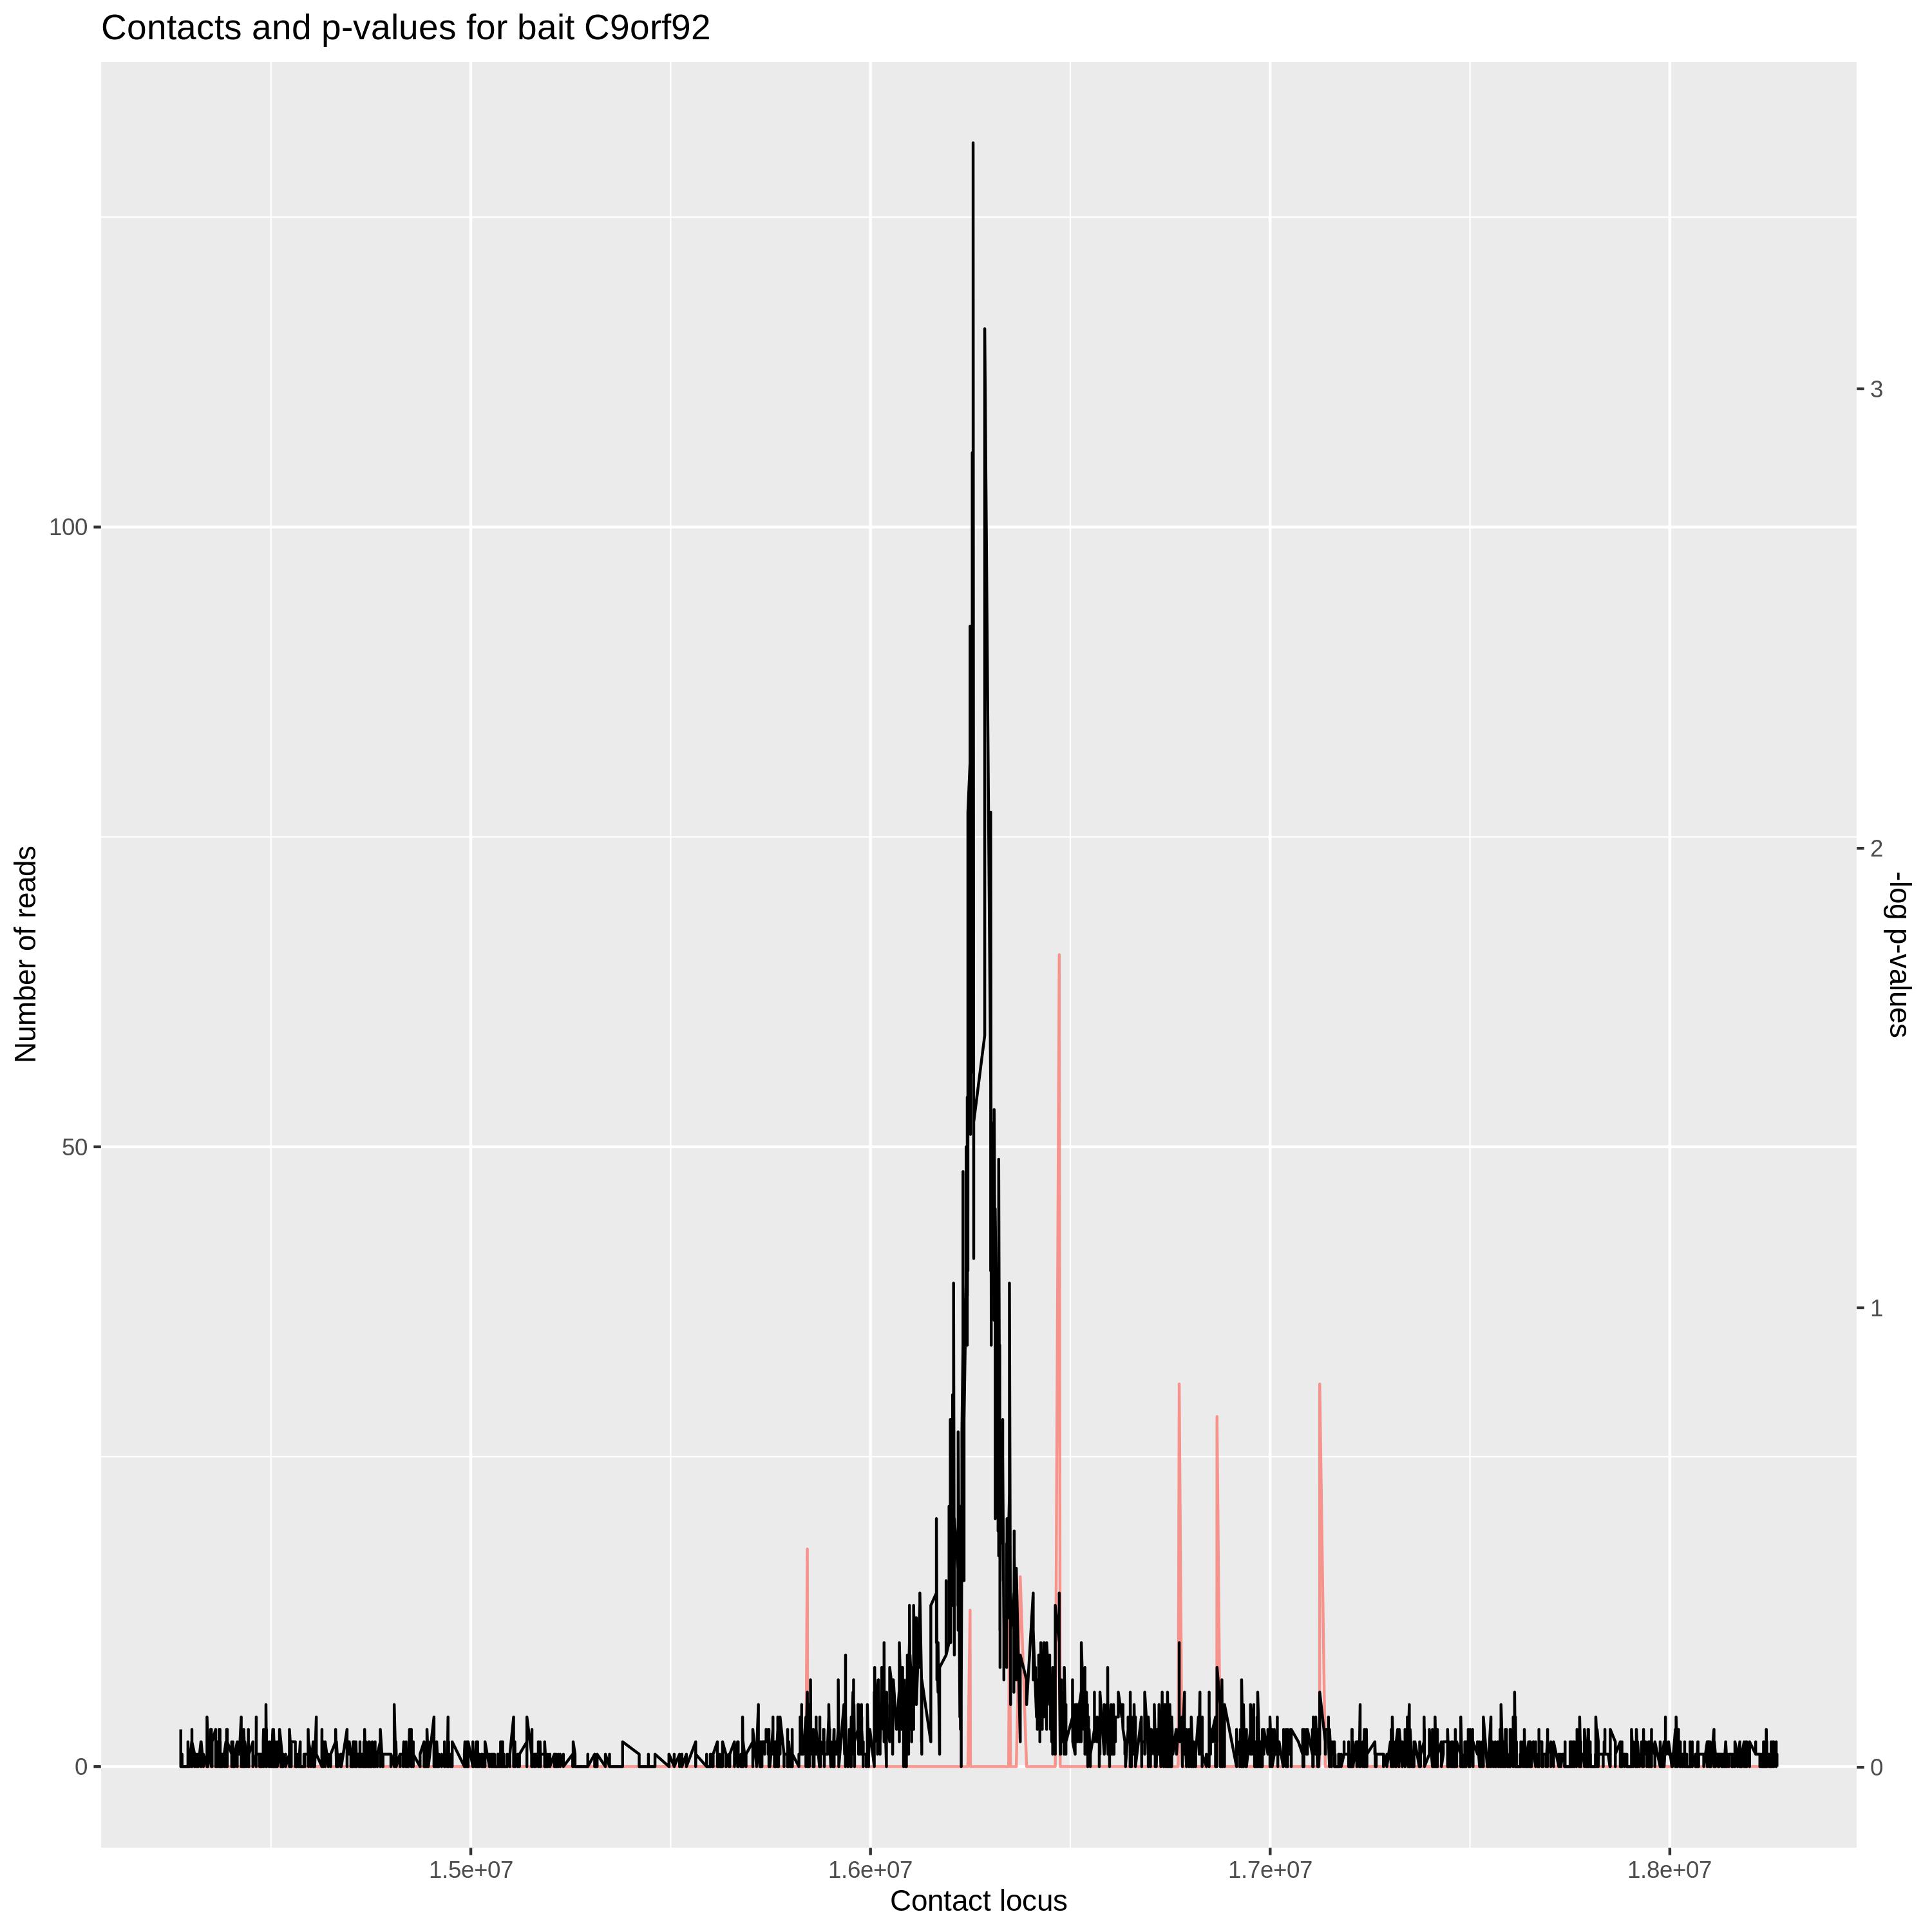 Contacts and p-values for bait C9orf92
Number of reads
100
50
0
3
2
1
0
-log p-values
1.5e+07
1.6e+07
1.7e+07
1.8e+07
Contact locus